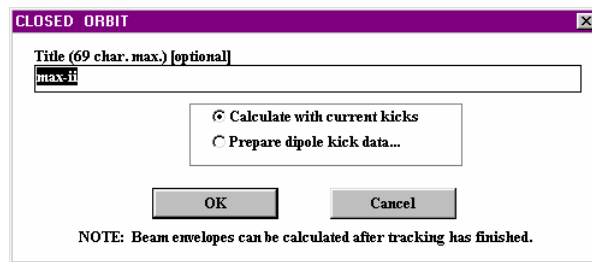 CLOSED ORBIT
Title (69 char. max.) [optional]
max-ii
Calculate with current kicks
Prepare dipole kick data...
OK Cancel
NOTE: Beam envelopes can be calculated after tracking has finished.